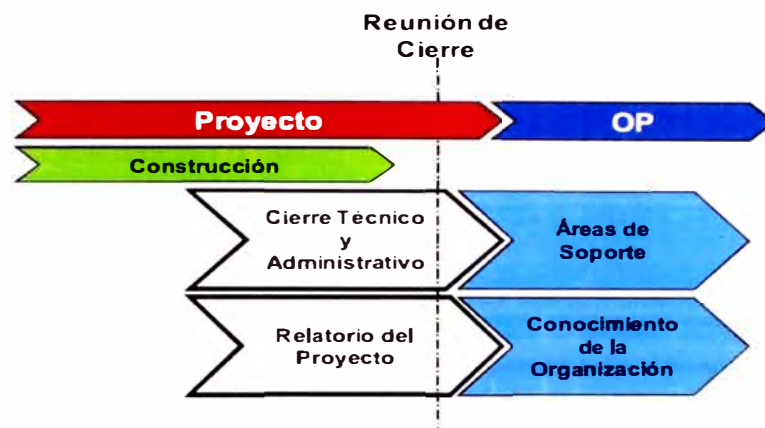 Reunión de
Cierre
Proyecto
OP
Construcción
Cierre Técnico
y
Administrativo
Áreas de
Soporte
Relatorio del
Proyecto
Conocimiento
de la
Organización